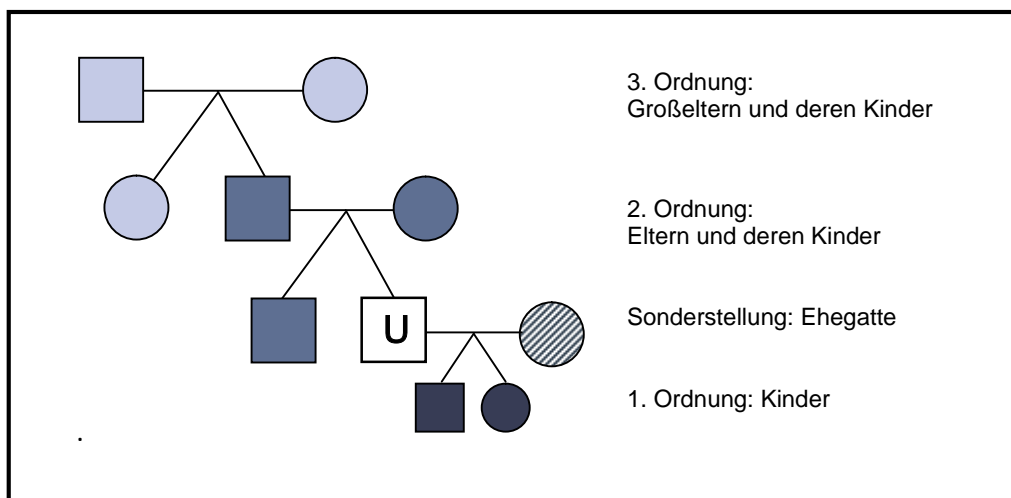 3. Ordnung:
Großeltern und deren Kinder
2. Ordnung:
Eltern und deren Kinder
Sonderstellung: Ehegatte
U
1. Ordnung: Kinder
.